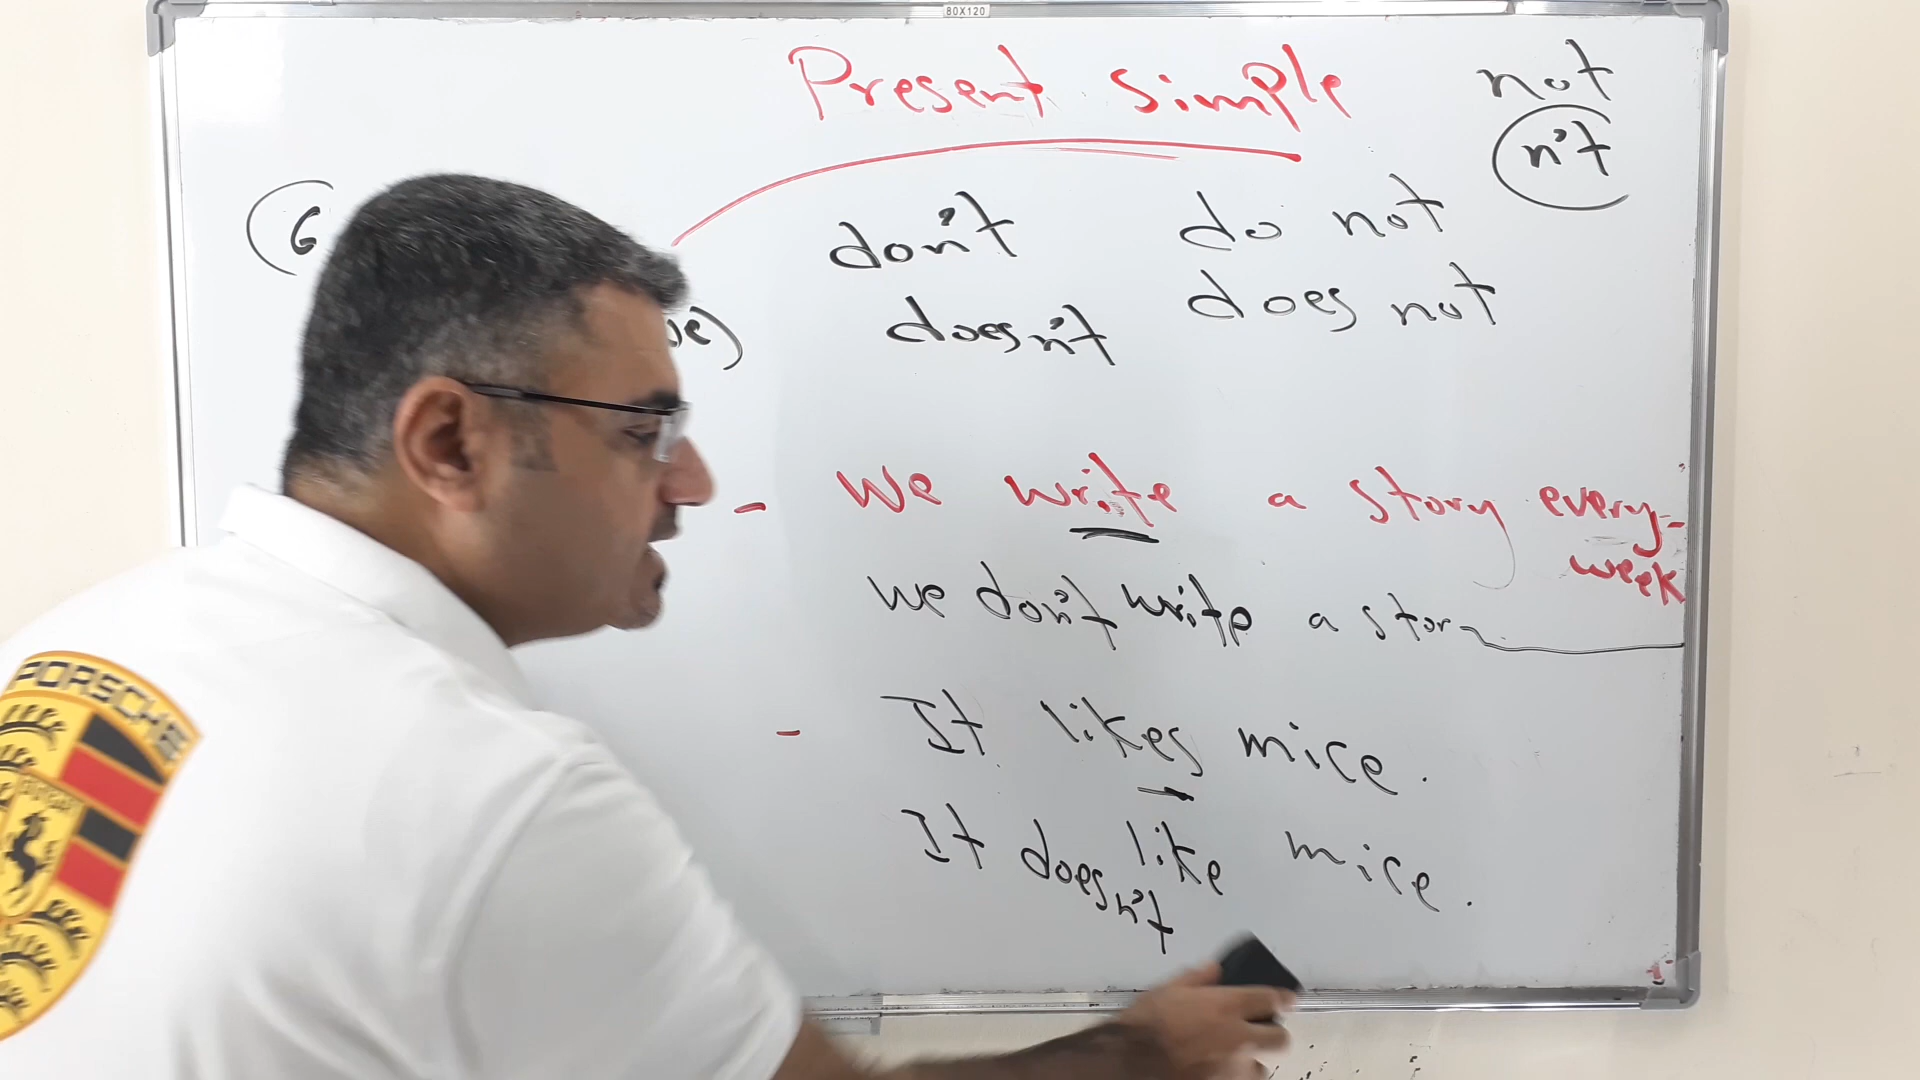 80X120
Present simple
not
n't
6
don't do not
doesn't does not
- We write a story every-
week
we don't write a story
- It likes mice.
It doesn't like mice.
PORSCHE